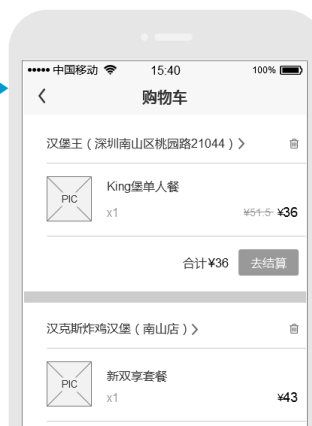 中国移动 15:40 100%
购物车
汉堡王（深圳南山区桃园路21044）
PIC King堡单人餐
x1 ¥51.5 ¥36
合计¥36 去结算
汉克斯炸鸡汉堡（南山店）
PIC 新双享套餐
x1 ¥43